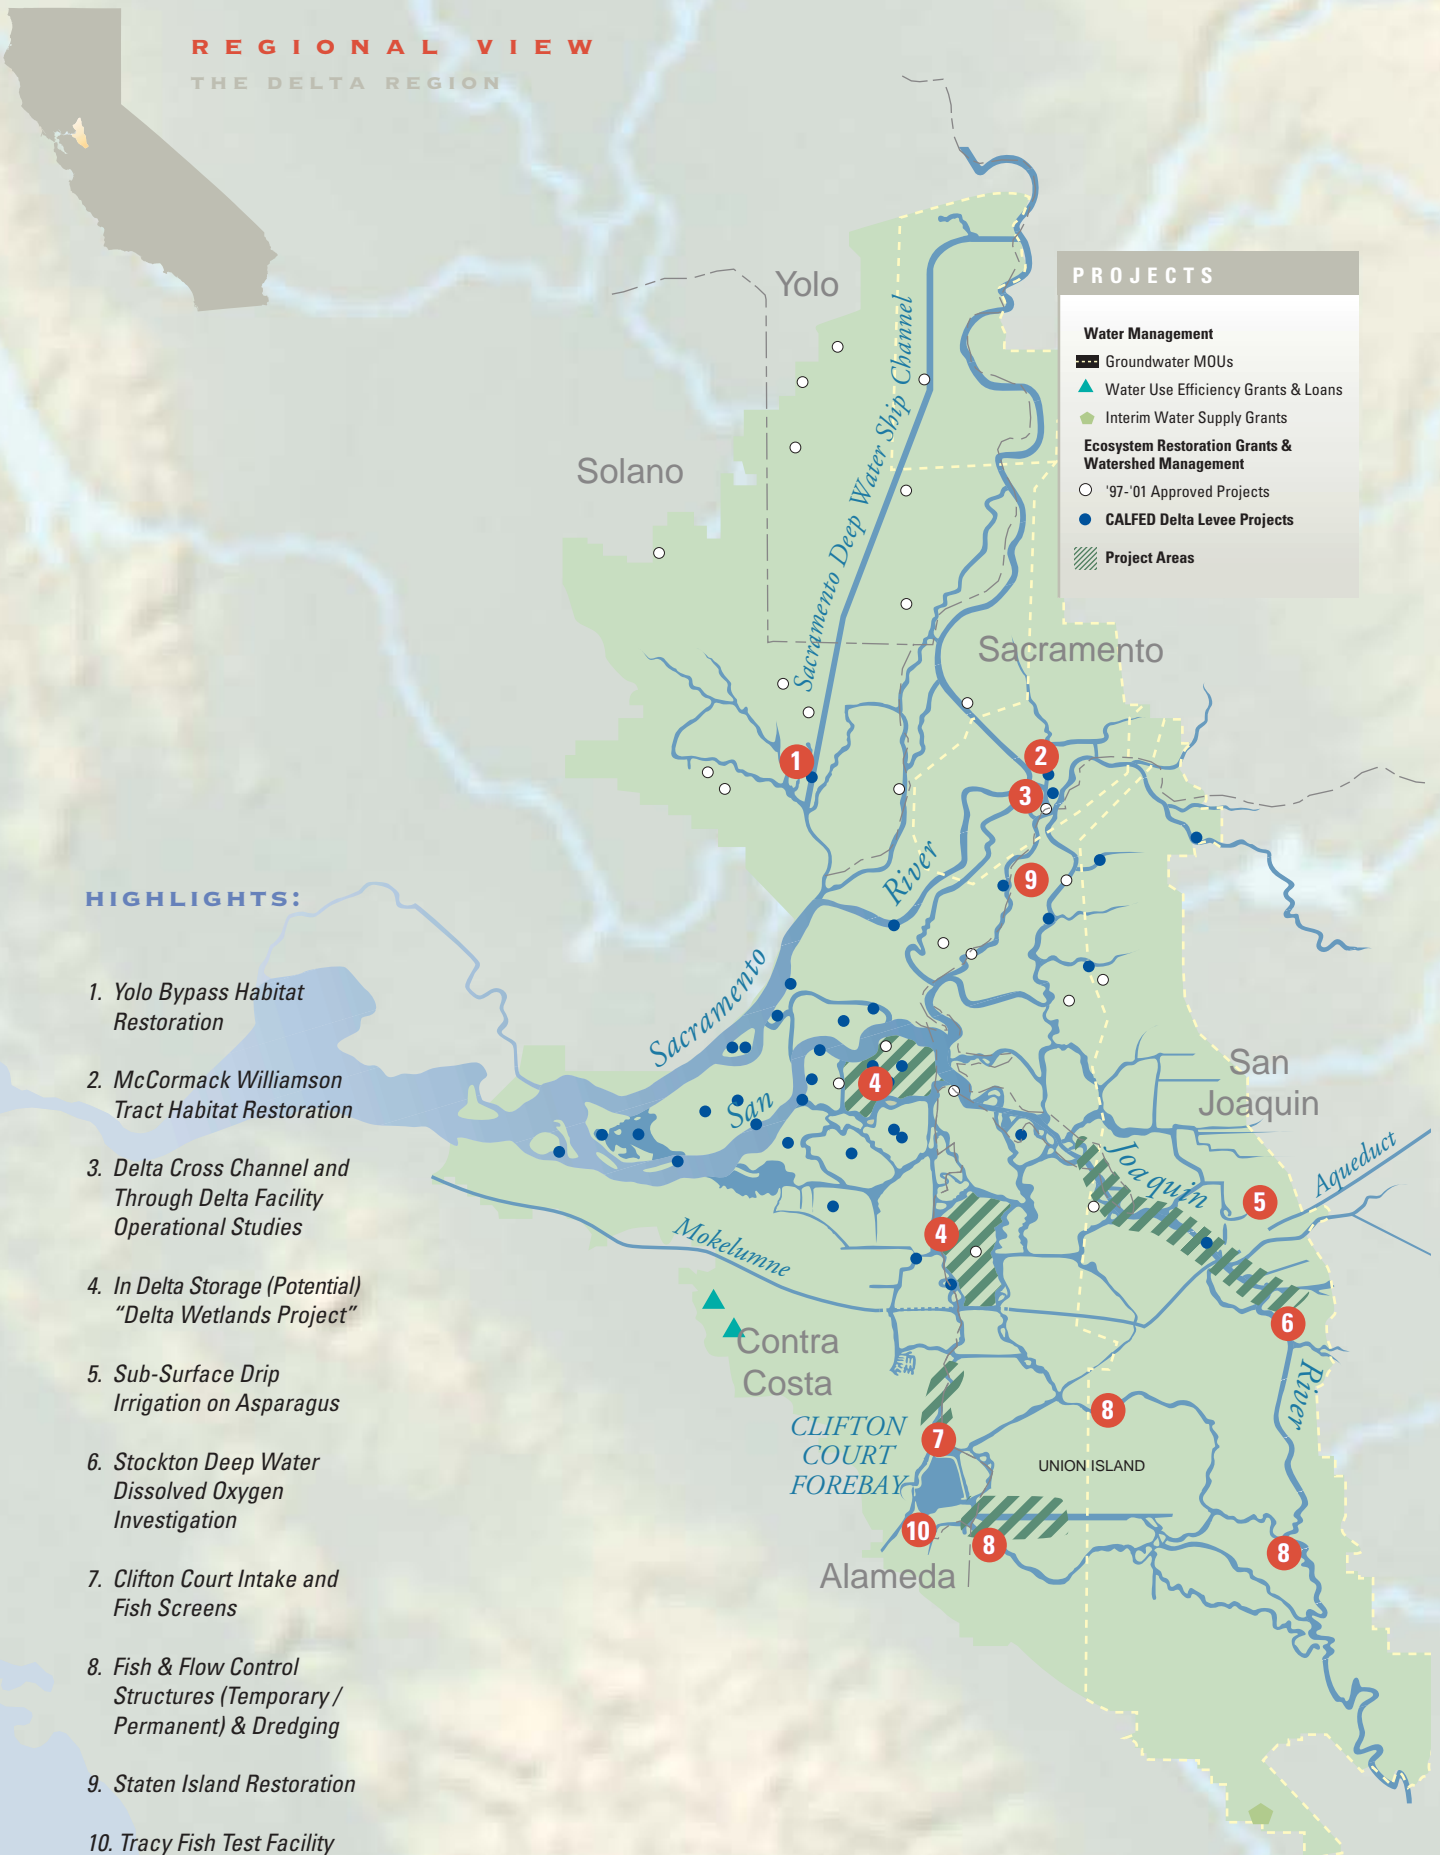 REGIONAL VIEW
THE DELTA REGION
Yolo
Solano
Sacramento
San
Joaquin
Contra
Costa
Alameda
Sacramento Deep Water Ship Channel
Sacramento
River
San
Joaquin
River
Mokelumne
Aqueduct
CLIFTON
COURT
FOREBAY
UNION ISLAND
1
2
3
9
4
4
5
6
8
7
10
8
8
PROJECTS
Water Management
Groundwater MOUs
Water Use Efficiency Grants & Loans
Interim Water Supply Grants
Ecosystem Restoration Grants &
Watershed Management
'97-'01 Approved Projects
CALFED Delta Levee Projects
Project Areas
HIGHLIGHTS:
1. Yolo Bypass Habitat
Restoration
2. McCormack Williamson
Tract Habitat Restoration
3. Delta Cross Channel and
Through Delta Facility
Operational Studies
4. In Delta Storage (Potential)
“Delta Wetlands Project”
5. Sub-Surface Drip
Irrigation on Asparagus
6. Stockton Deep Water
Dissolved Oxygen
Investigation
7. Clifton Court Intake and
Fish Screens
8. Fish & Flow Control
Structures (Temporary /
Permanent) & Dredging
9. Staten Island Restoration
10. Tracy Fish Test Facility